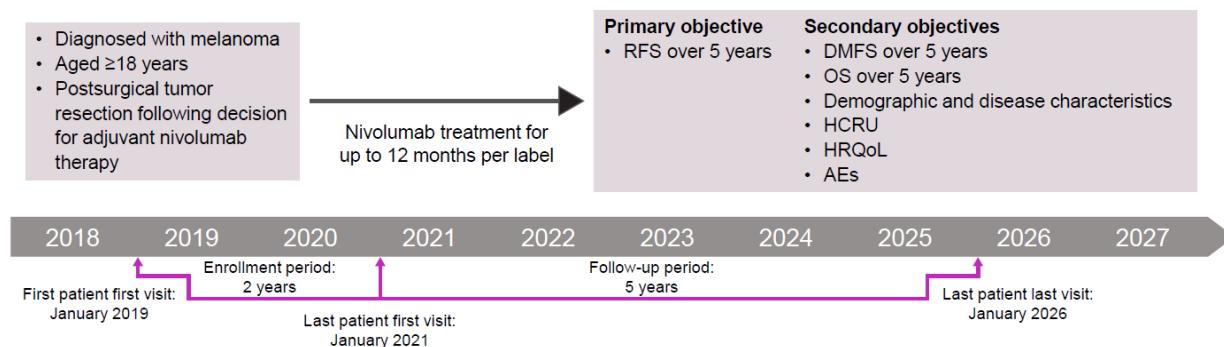 • Diagnosed with melanoma
• Aged ≥18 years
• Postsurgical tumor
resection following decision
for adjuvant nivolumab
therapy
Nivolumab treatment for
up to 12 months per label
Primary objective
• RFS over 5 years
Secondary objectives
• DMFS over 5 years
• OS over 5 years
• Demographic and disease characteristics
• HCRU
• HRQoL
• AEs
2018 2019 2020 2021 2022 2023 2024 2025 2026 2027
Enrollment period:
2 years
Follow-up period:
5 years
First patient first visit:
January 2019
Last patient first visit:
January 2021
Last patient last visit:
January 2026